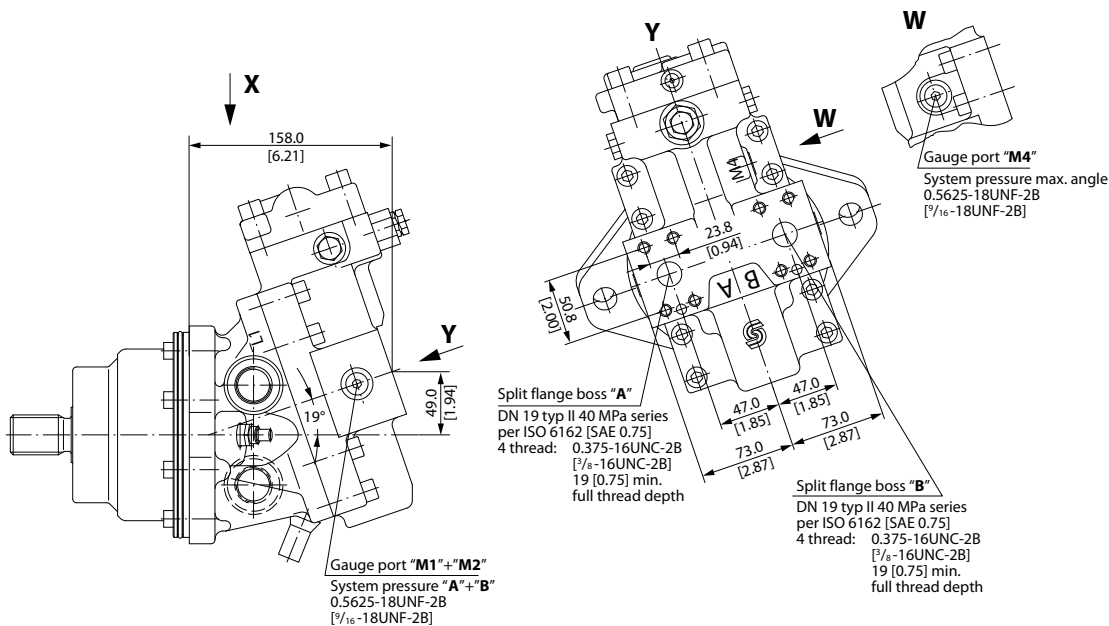 X
158.0
[6.21]
L1
19°
Y
49.0
[1.94]
Gauge port "M1"+"M2"
System pressure "A"+"B"
0.5625-18UNF-2B
[9/16-18UNF-2B]
Y
W
M4
23.8
[0.94]
B A
50.8
[2.00]
47.0
[1.85]
47.0
[1.85]
73.0
[2.87]
73.0
[2.87]
Split flange boss "A"
DN 19 typ II 40 MPa series
per ISO 6162 [SAE 0.75]
4 thread: 0.375-16UNC-2B
[3/8-16UNC-2B]
19 [0.75] min.
full thread depth
Split flange boss "B"
DN 19 typ II 40 MPa series
per ISO 6162 [SAE 0.75]
4 thread: 0.375-16UNC-2B
[3/8-16UNC-2B]
19 [0.75] min.
full thread depth
W
Gauge port "M4"
System pressure max. angle
0.5625-18UNF-2B
[9/16-18UNF-2B]